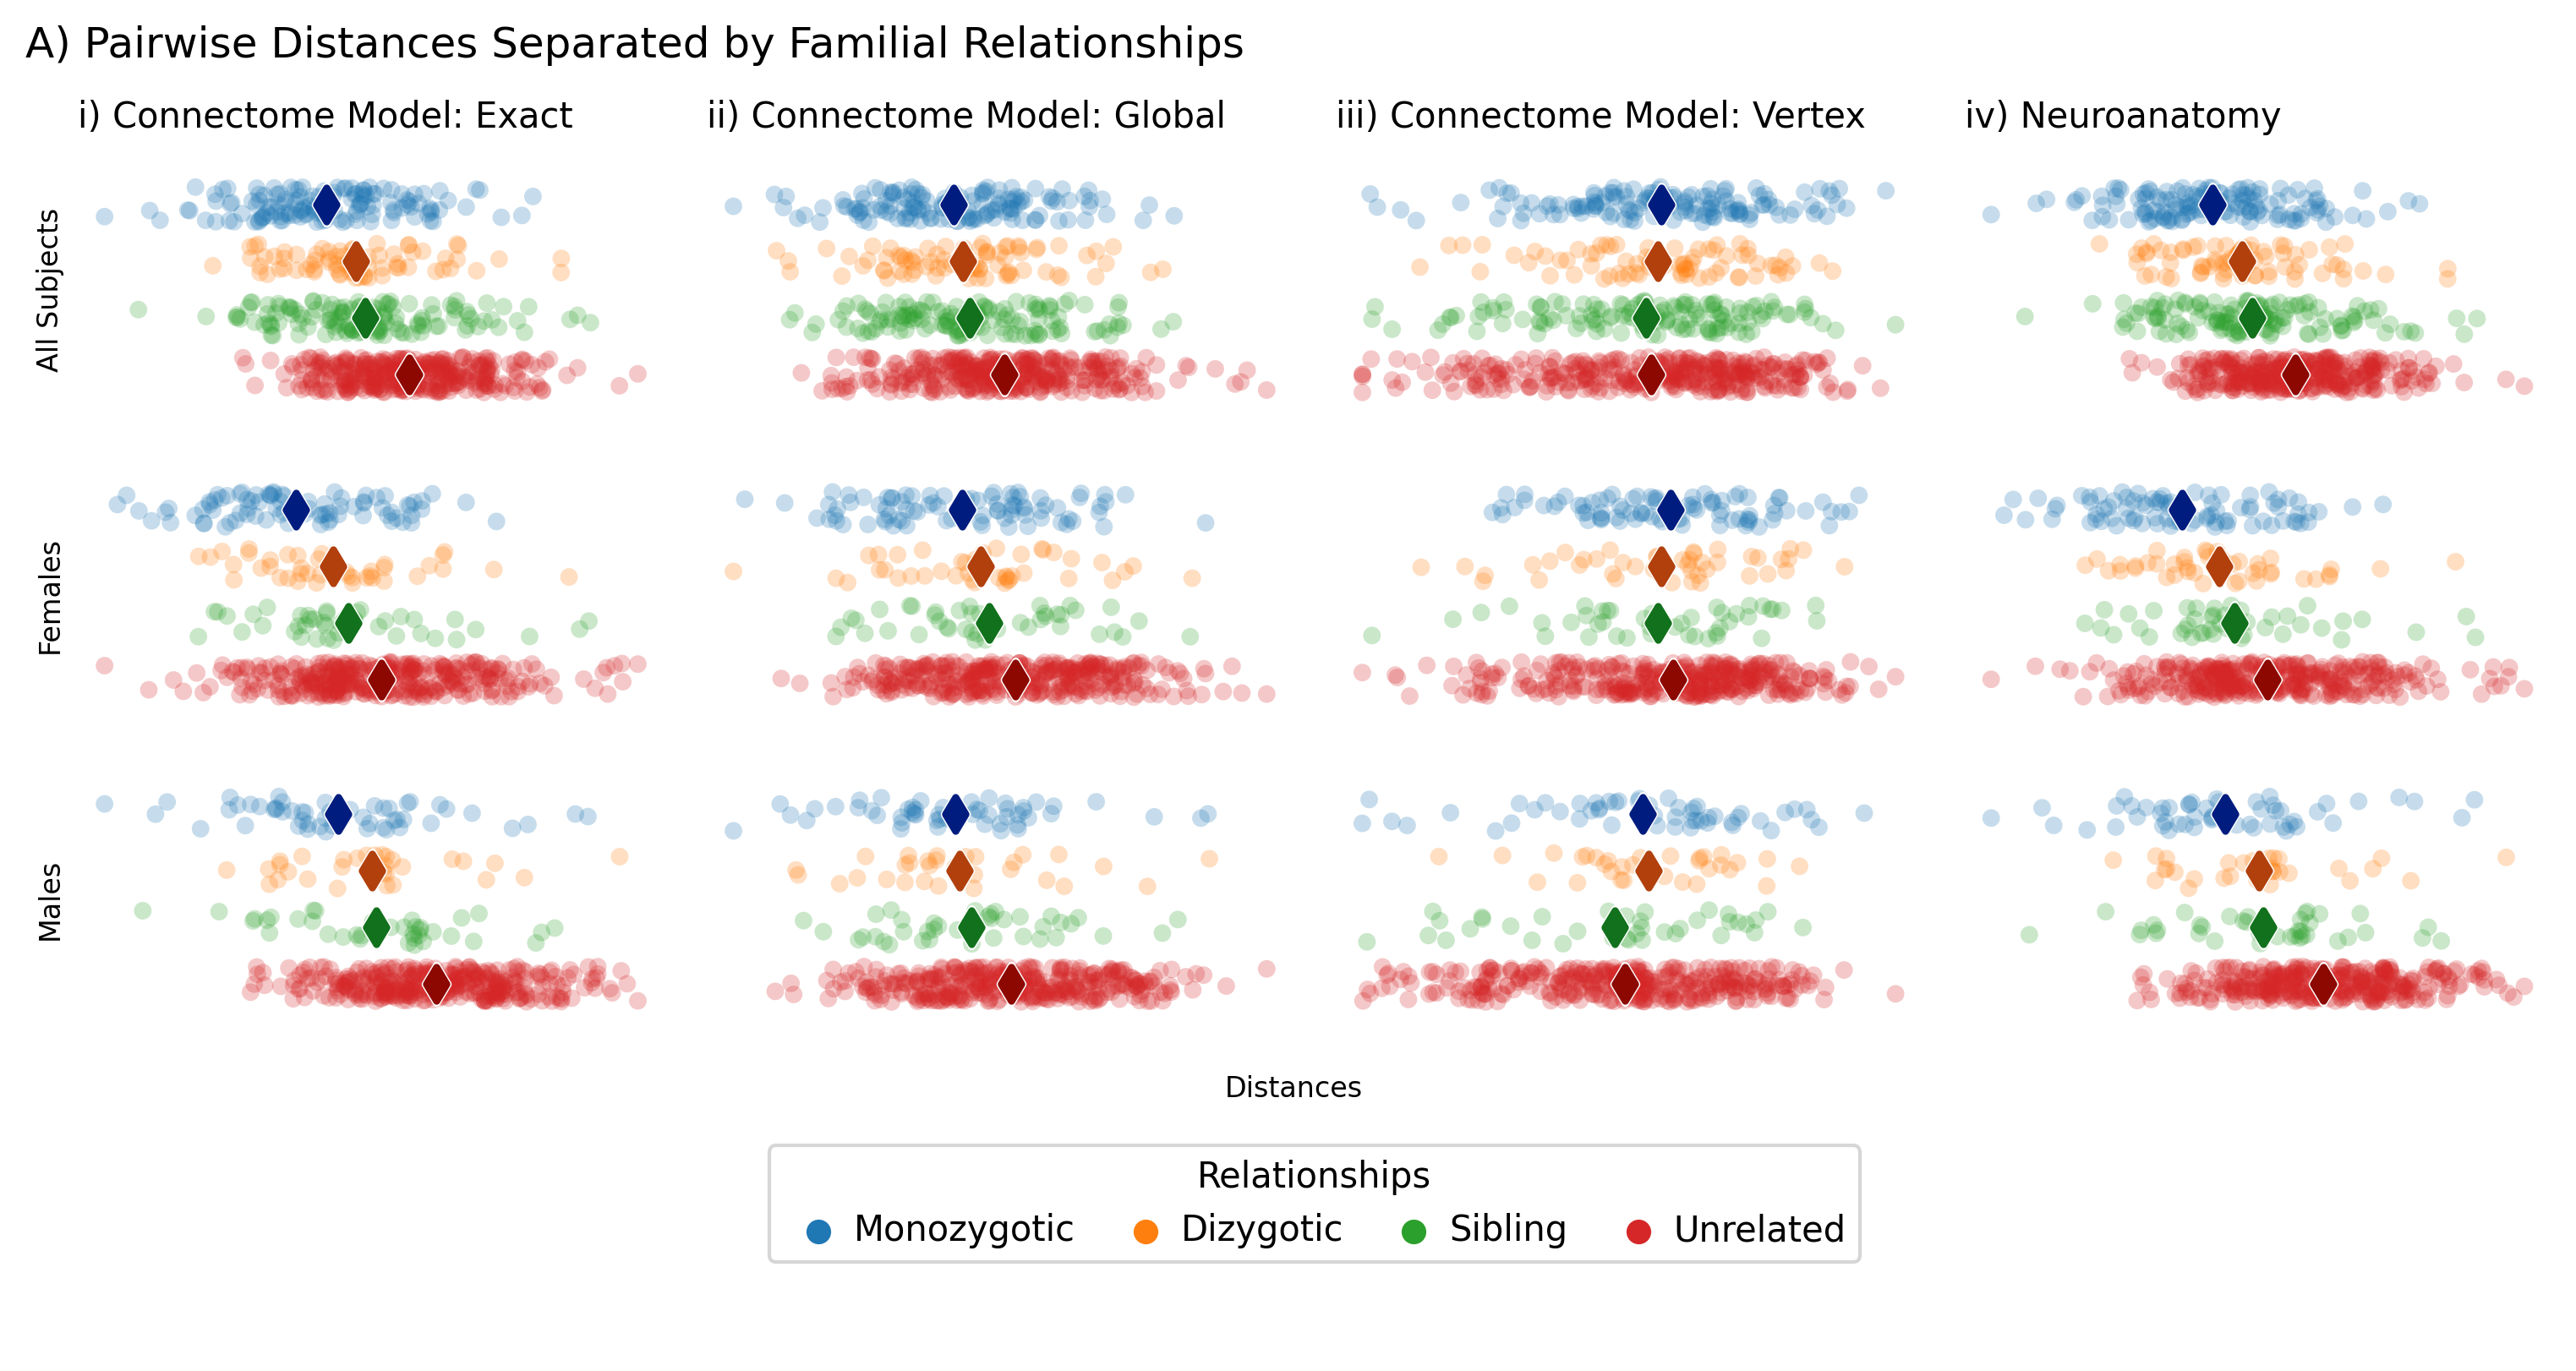 A) Pairwise Distances Separated by Familial Relationships
i) Connectome Model: Exact
ii) Connectome Model: Global
iii) Connectome Model: Vertex
iv) Neuroanatomy
All Subjects
Females
Males
Distances
Relationships
Monozygotic
Dizygotic
Sibling
Unrelated